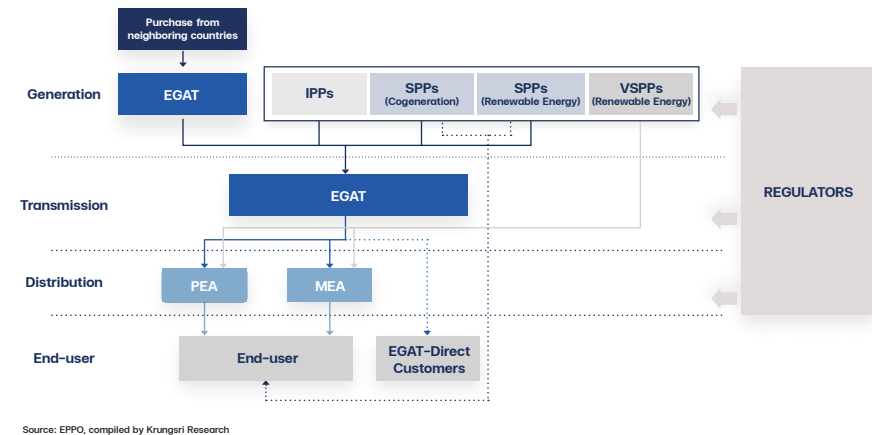 Purchase from
neighboring countries
Generation
EGAT
IPPs
SPPs
(Cogeneration)
SPPs
(Renewable Energy)
VSPPs
(Renewable Energy)
REGULATORS
Transmission
EGAT
Distribution
PEA
MEA
End-user
End-user
EGAT-Direct
Customers
Source: EPPO, compiled by Krungsri Research